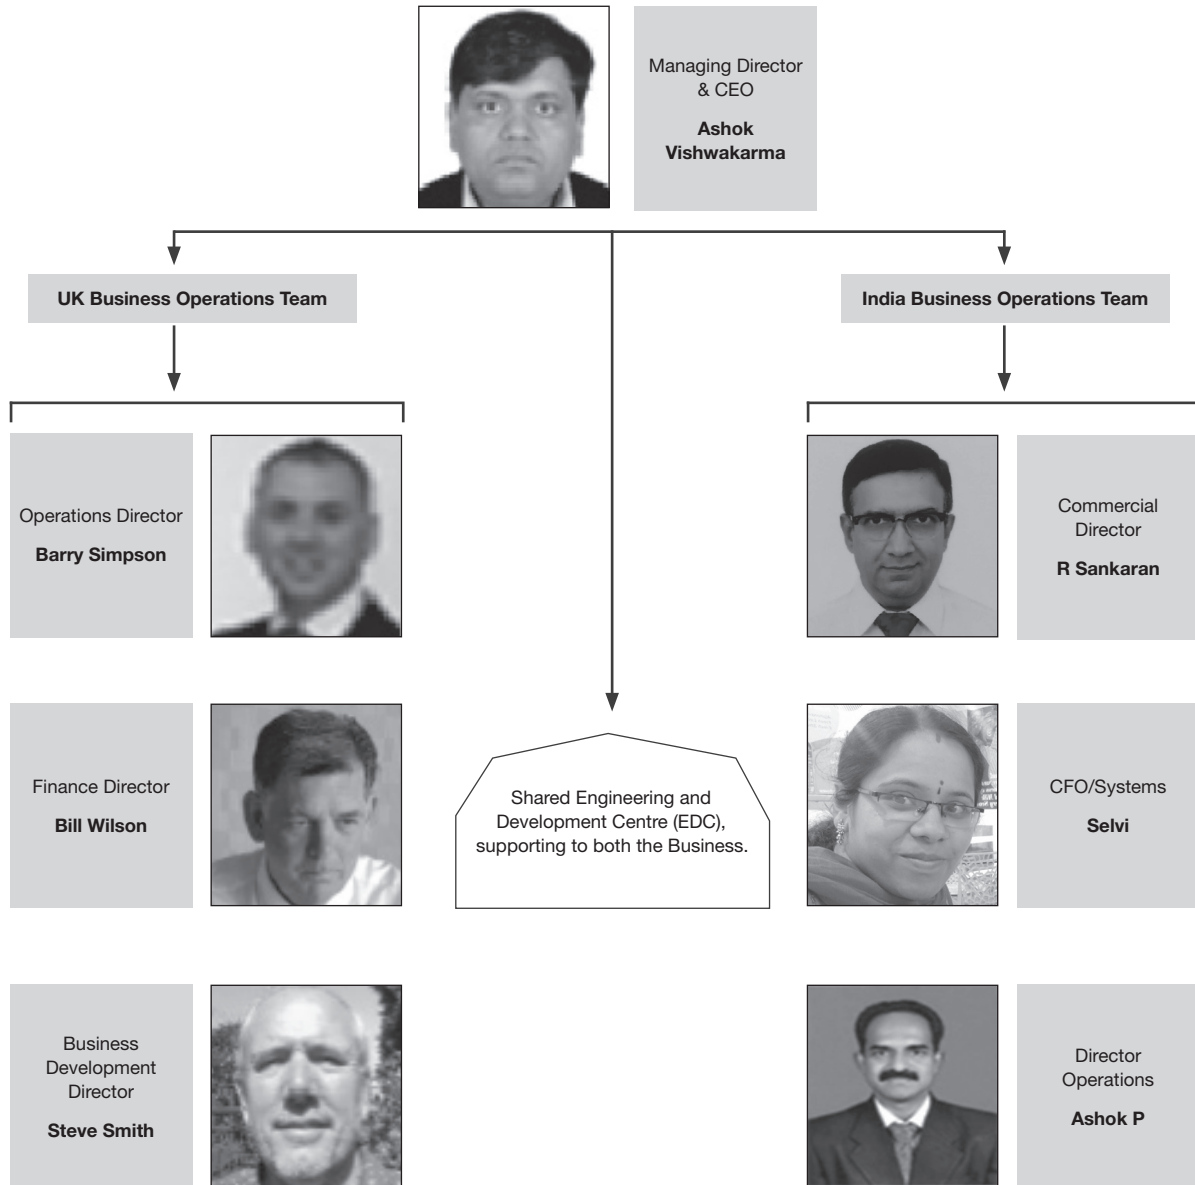 Managing Director
& CEO
Ashok
Vishwakarma
UK Business Operations Team
India Business Operations Team
Operations Director
Barry Simpson
Commercial
Director
R Sankaran
Finance Director
Bill Wilson
Shared Engineering and
Development Centre (EDC),
supporting to both the Business.
CFO/Systems
Selvi
Business
Development
Director
Steve Smith
Director
Operations
Ashok P